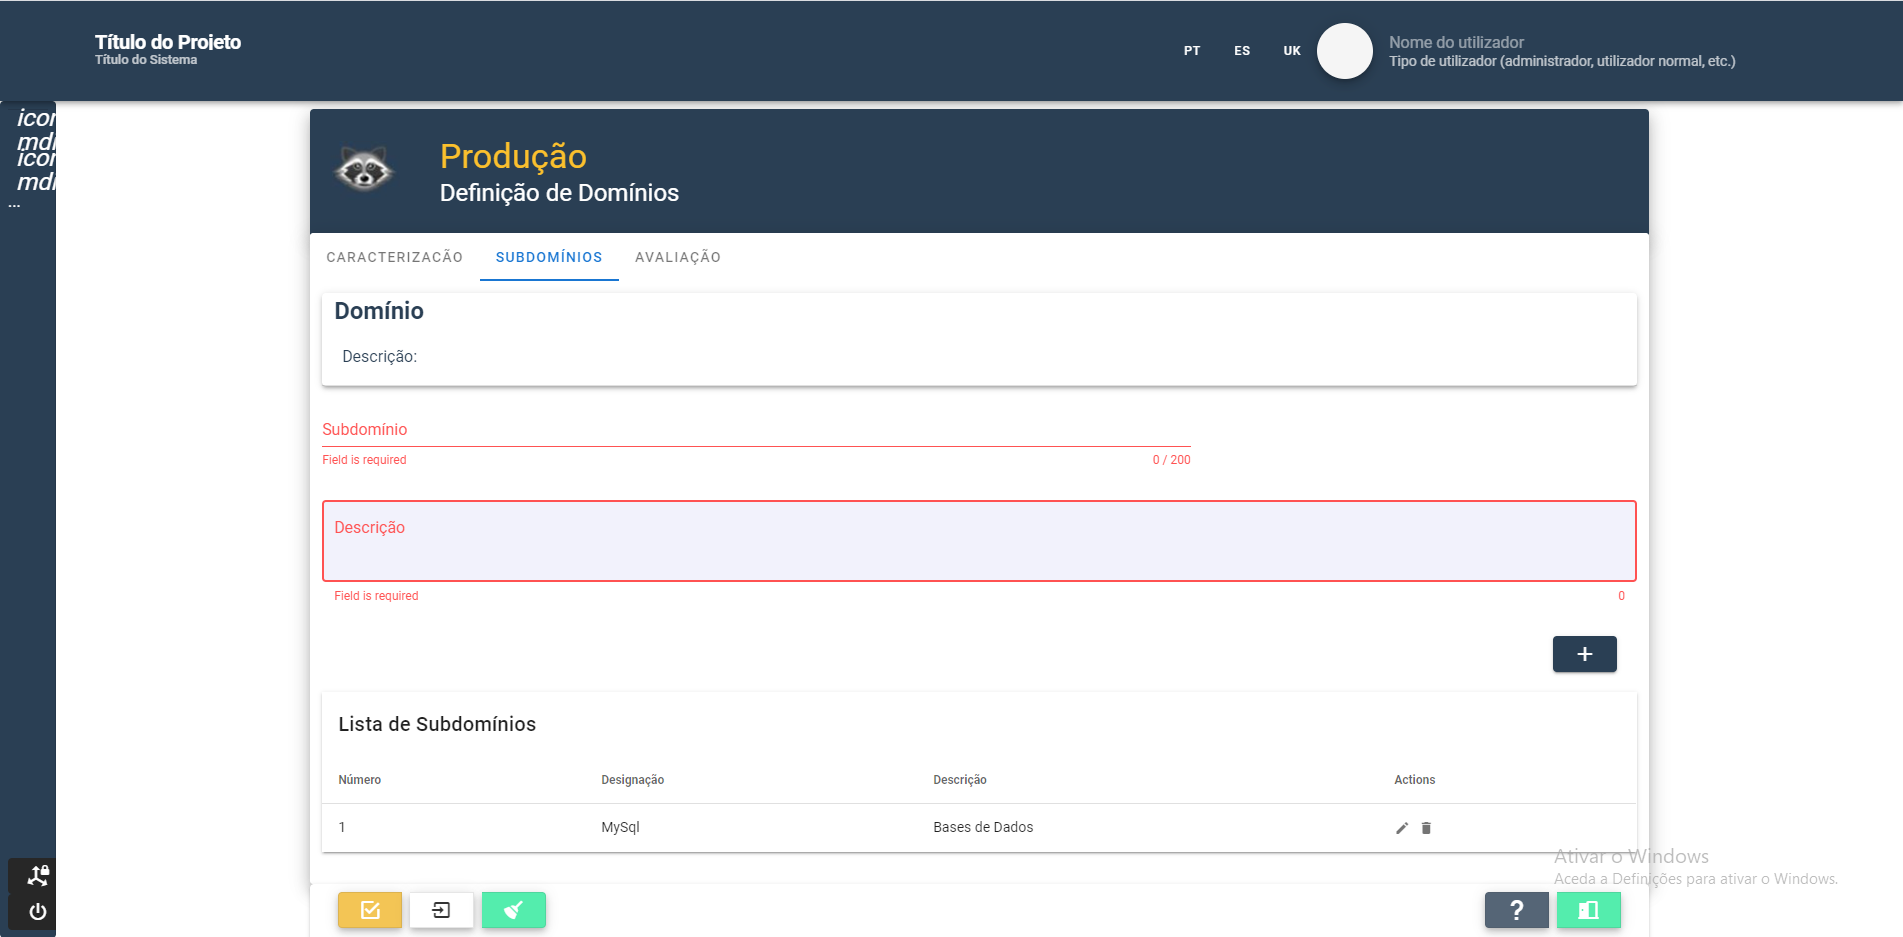 Título do Projeto
Título do Sistema
PT ES UK
Nome do utilizador
Tipo de utilizador (administrador, utilizador normal, etc.)
icon
mdi
icon
mdi
...
Produção
Definição de Domínios
CARACTERIZACÃO SUBDOMÍNIOS AVALIAÇÃO
Domínio
Descrição:
Subdomínio
Field is required 0 / 200
Descrição
Field is required 0
+
Lista de Subdomínios
Número Designação Descrição Actions
1 MySql Bases de Dados
Ativar o Windows
Aceda a Definições para ativar o Windows.
?